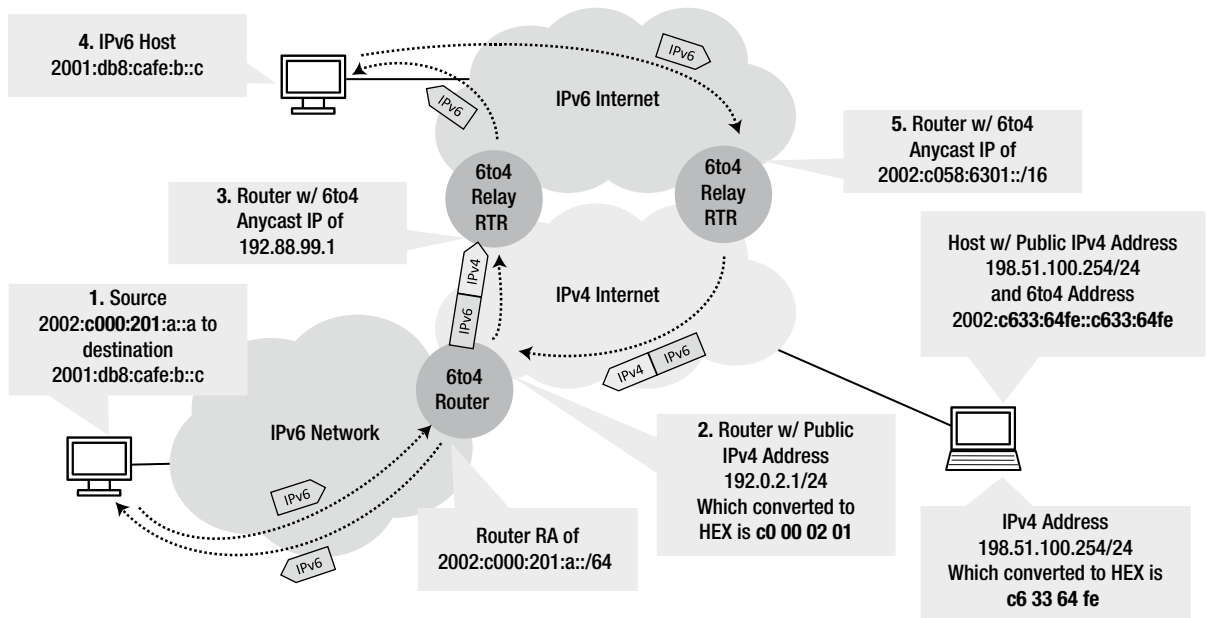 4. IPv6 Host
2001:db8:cafe:b::c
IPv6
IPv6
IPv6 Internet
5. Router w/ 6to4
Anycast IP of
2002:c058:6301::/16
6to4
Relay
RTR
6to4
Relay
RTR
3. Router w/ 6to4
Anycast IP of
192.88.99.1
Host w/ Public IPv4 Address
198.51.100.254/24
and 6to4 Address
2002:c633:64fe::c633:64fe
IPv4
IPv6
IPv4 Internet
1. Source
2002:c000:201:a::a to
destination
2001:db8:cafe:b::c
IPv4
IPv6
6to4
Router
IPv6 Network
2. Router w/ Public
IPv4 Address
192.0.2.1/24
Which converted to
HEX is c0 00 02 01
IPv6
IPv6
Router RA of
2002:c000:201:a::/64
IPv4 Address
198.51.100.254/24
Which converted to HEX is
c6 33 64 fe